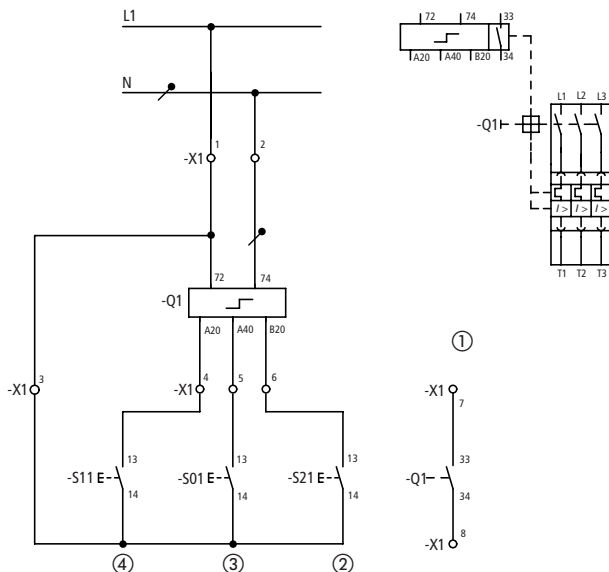 L1
72 74 33
A20 A40 B20 34
N
L1 L2 L3
-Q1
1 2
-X1
I > I > I >
72 74
T1 T2 T3
-Q1
A20 A40 B20
①
3 4 5 6
-X1 -X1 -X1
7
13 13 13 33
-S11 E -S01 E -S21 E -Q1
14 14 14 34
8
-X1
④ ③ ②